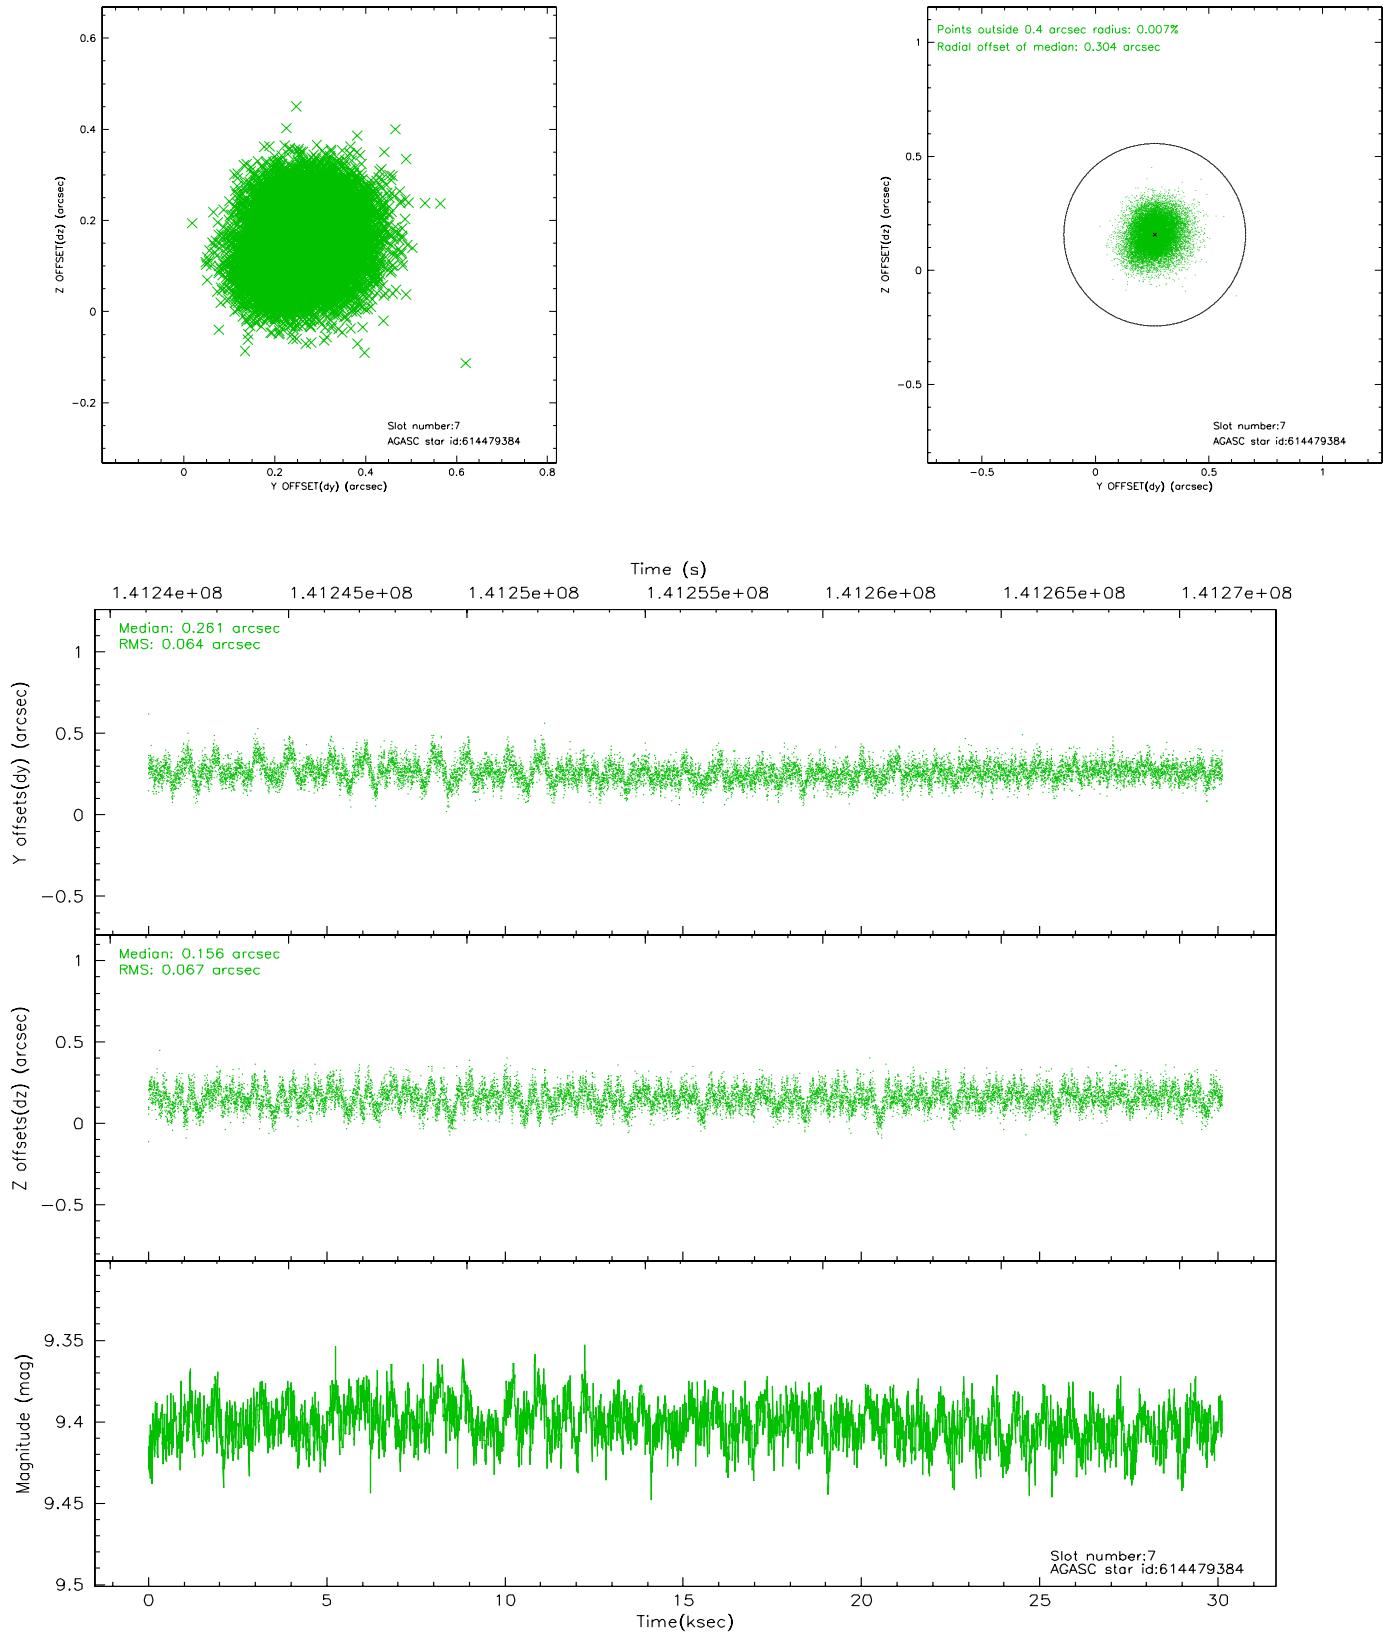 0.6
0.4
0.2
0
−0.2
Z OFFSET(dz) (arcsec)
Slot number:7
AGASC star id:614479384
0 0.2 0.4 0.6 0.8
Y OFFSET(dy) (arcsec)
Points outside 0.4 arcsec radius: 0.007%
Radial offset of median: 0.304 arcsec
1
0.5
0
−0.5
Z OFFSET(dz) (arcsec)
Slot number:7
AGASC star id:614479384
−0.5 0 0.5 1
Y OFFSET(dy) (arcsec)
Time (s)
1.4124e+08 1.41245e+08 1.4125e+08 1.41255e+08 1.4126e+08 1.41265e+08 1.4127e+08
Median: 0.261 arcsec
RMS: 0.064 arcsec
1
0.5
0
−0.5
Y offsets(dy) (arcsec)
Median: 0.156 arcsec
RMS: 0.067 arcsec
1
0.5
0
−0.5
Z offsets(dz) (arcsec)
9.35
9.4
9.45
9.5
Magnitude (mag)
Slot number:7
AGASC star id:614479384
0 5 10 15 20 25 30
Time(ksec)